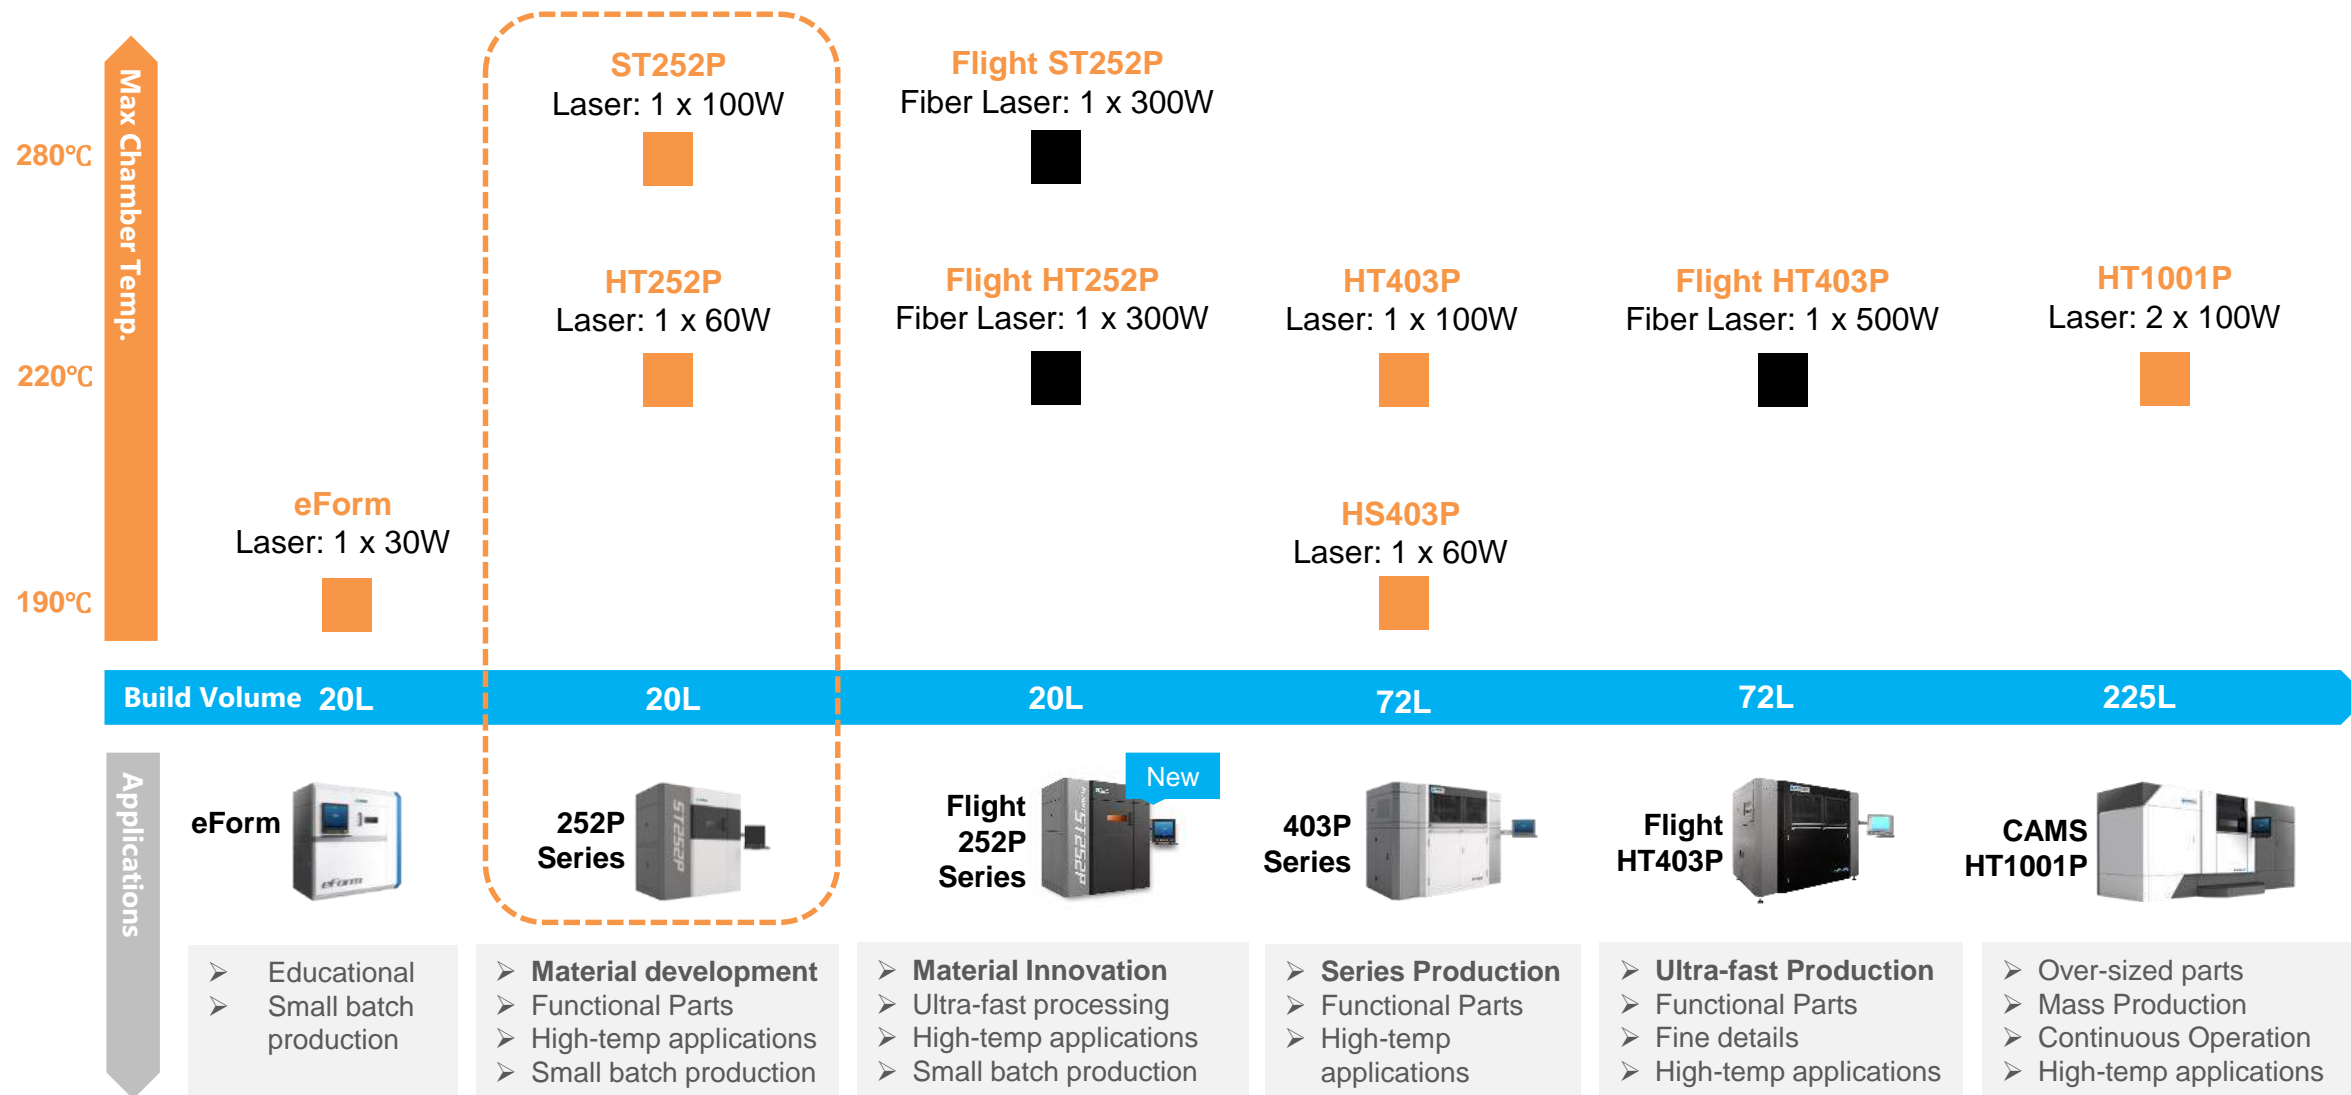 Max Chamber Temp.
280℃
220℃
190℃
ST252P
Laser: 1 x 100W
Flight ST252P
Fiber Laser: 1 x 300W
HT252P
Laser: 1 x 60W
Flight HT252P
Fiber Laser: 1 x 300W
HT403P
Laser: 1 x 100W
Flight HT403P
Fiber Laser: 1 x 500W
HT1001P
Laser: 2 x 100W
eForm
Laser: 1 x 30W
HS403P
Laser: 1 x 60W
Build Volume 20L 20L 20L 72L 72L 225L
Applications
eForm
eForm
252P
Series
ST252P
Flight
252P
Series
ST252P
New
403P
Series
Flight
HT403P
CAMS
HT1001P
➢ Educational
➢ Small batch
production
➢ Material development
➢ Functional Parts
➢ High-temp applications
➢ Small batch production
➢ Material Innovation
➢ Ultra-fast processing
➢ High-temp applications
➢ Small batch production
➢ Series Production
➢ Functional Parts
➢ High-temp
applications
➢ Ultra-fast Production
➢ Functional Parts
➢ Fine details
➢ High-temp applications
➢ Over-sized parts
➢ Mass Production
➢ Continuous Operation
➢ High-temp applications